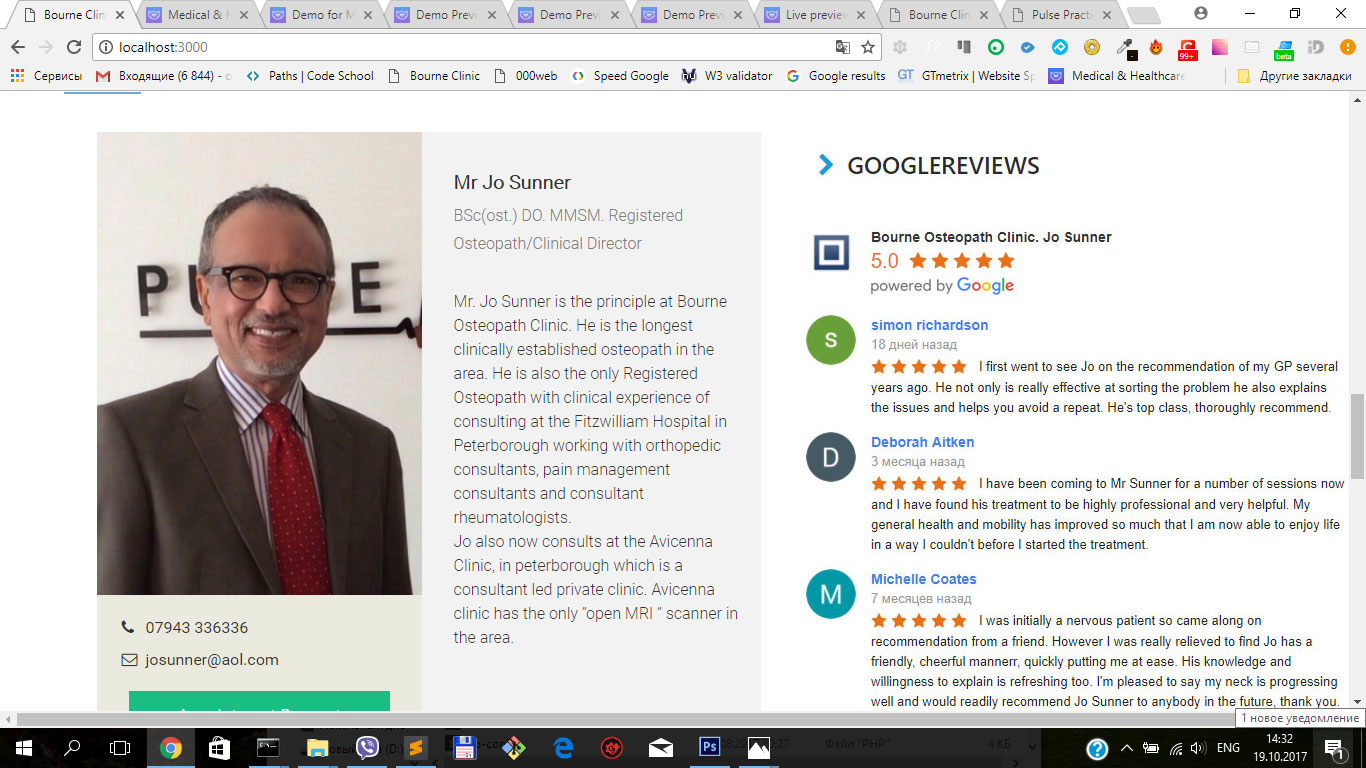 Bourne Clin
Medical & H
Demo for M
Demo Previ
Demo Previ
Demo Previ
Live preview
Bourne Clin
Pulse Practi
localhost:3000
99+
beta
Сервисы
Входящие (6 844) - c
Paths | Code School
Bourne Clinic
000web
Speed Google
W3 validator
Google results
GTmetrix | Website Sp
Medical & Healthcare
Другие закладки
Mr Jo Sunner
BSc(ost.) DO. MMSM. Registered
Osteopath/Clinical Director
Mr. Jo Sunner is the principle at Bourne
Osteopath Clinic. He is the longest
clinically established osteopath in the
area. He is also the only Registered
Osteopath with clinical experience of
consulting at the Fitzwilliam Hospital in
Peterborough working with orthopedic
consultants, pain management
consultants and consultant
rheumatologists.
Jo also now consults at the Avicenna
Clinic, in peterborough which is a
consultant led private clinic. Avicenna
clinic has the only “open MRI ” scanner in
the area.
07943 336336
josunner@aol.com
GOOGLEREVIEWS
Bourne Osteopath Clinic. Jo Sunner
5.0
powered by Google
S
simon richardson
18 дней назад
I first went to see Jo on the recommendation of my GP several
years ago. He not only is really effective at sorting the problem he also explains
the issues and helps you avoid a repeat. He's top class, thoroughly recommend.
D
Deborah Aitken
3 месяца назад
I have been coming to Mr Sunner for a number of sessions now
and I have found his treatment to be highly professional and very helpful. My
general health and mobility has improved so much that I am now able to enjoy life
in a way I couldn't before I started the treatment.
M
Michelle Coates
7 месяцев назад
I was initially a nervous patient so came along on
recommendation from a friend. However I was really relieved to find Jo has a
friendly, cheerful mannerr, quickly putting me at ease. His knowledge and
willingness to explain is refreshing too. I'm pleased to say my neck is progressing
well and would readily recommend Jo Sunner to anybody in the future, thank you.
1 новое уведомление
Файл "PHP"
4 КБ
Ps
ENG
14:32
19.10.2017
1